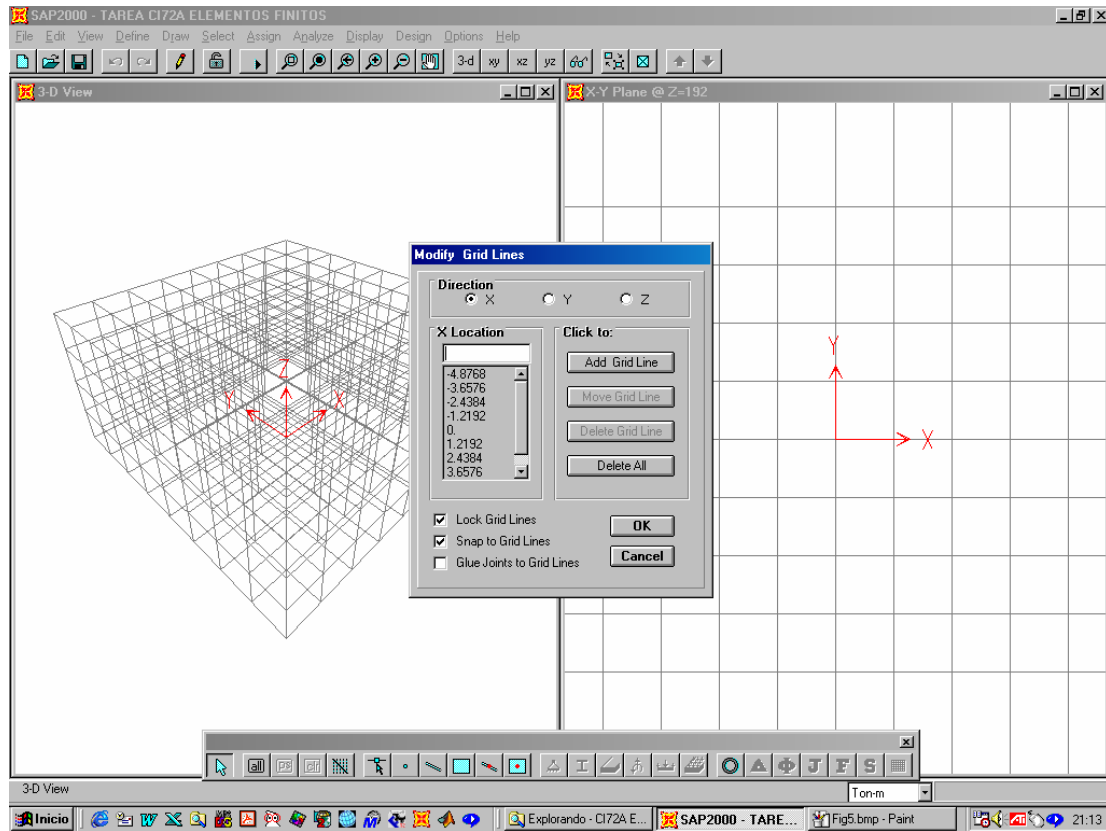 SAP2000 - TAREA CI72A ELEMENTOS FINITOS
File Edit View Define Draw Select Assign Analyze Display Design Options Help
3-d xy xz yz
3-D View
X-Y Plane @ Z=192
Modify Grid Lines
Direction
X Y Z
X Location
Click to:
-4.8768
-3.6576
-2.4384
-1.2192
0.
1.2192
2.4384
3.6576
Add Grid Line
Move Grid Line
Delete Grid Line
Delete All
Lock Grid Lines
Snap to Grid Lines
Glue Joints to Grid Lines
OK
Cancel
Z
Y
X
Y
X
all PS clr
J F S
3-D View
Ton-m
Inicio
Explorando - CI72A E...
SAP2000 - TARE...
Fig5.bmp - Paint
21:13